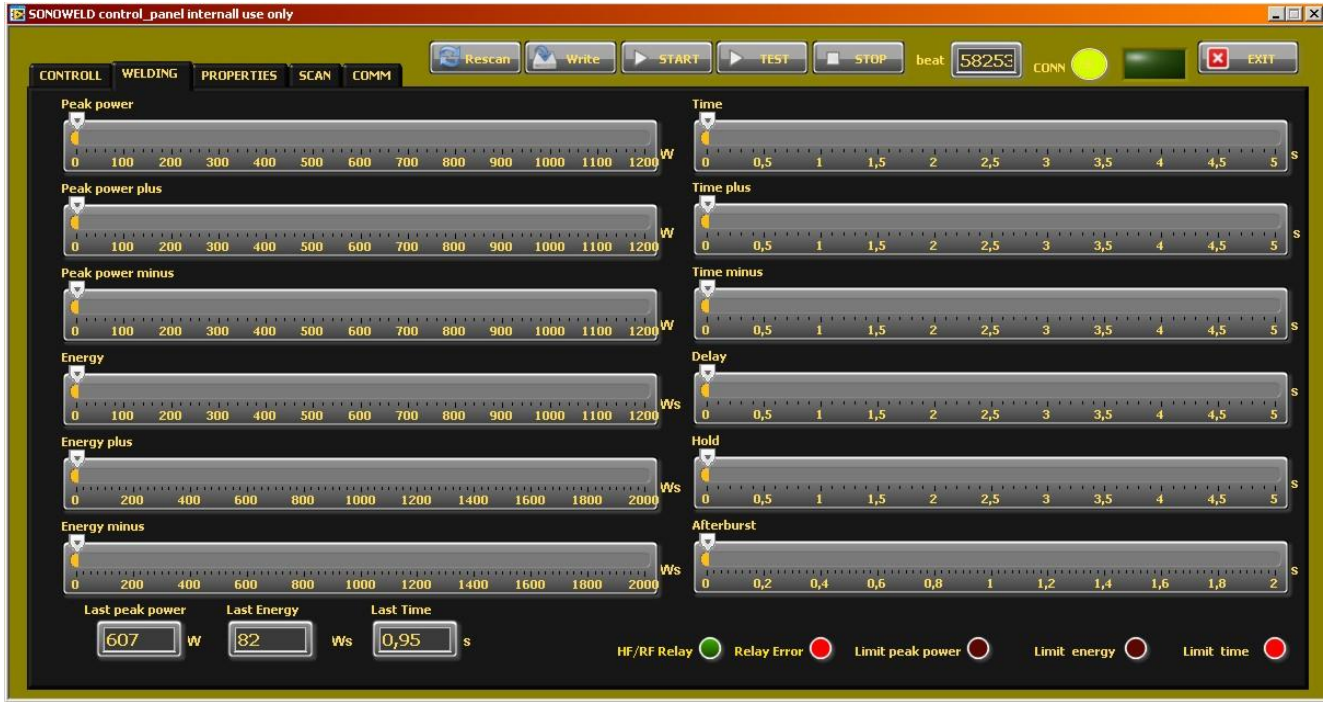 SONOWELD control_panel internall use only
Rescan Write START TEST STOP beat 58253 CONN EXIT
CONTROLL WELDING PROPERTIES SCAN COMM
Peak power
0 100 200 300 400 500 600 700 800 900 1000 1100 1200 W
Time
0 0,5 1 1,5 2 2,5 3 3,5 4 4,5 5 s
Peak power plus
0 100 200 300 400 500 600 700 800 900 1000 1100 1200 W
Time plus
0 0,5 1 1,5 2 2,5 3 3,5 4 4,5 5 s
Peak power minus
0 100 200 300 400 500 600 700 800 900 1000 1100 1200 W
Time minus
0 0,5 1 1,5 2 2,5 3 3,5 4 4,5 5 s
Energy
0 100 200 300 400 500 600 700 800 900 1000 1100 1200 Ws
Delay
0 0,5 1 1,5 2 2,5 3 3,5 4 4,5 5 s
Energy plus
0 200 400 600 800 1000 1200 1400 1600 1800 2000 Ws
Hold
0 0,5 1 1,5 2 2,5 3 3,5 4 4,5 5 s
Energy minus
0 200 400 600 800 1000 1200 1400 1600 1800 2000 Ws
Afterburst
0 0,2 0,4 0,6 0,8 1 1,2 1,4 1,6 1,8 2 s
Last peak power Last Energy Last Time
607 W 82 Ws 0,95 s
HF/RF Relay Relay Error Limit peak power Limit energy Limit time